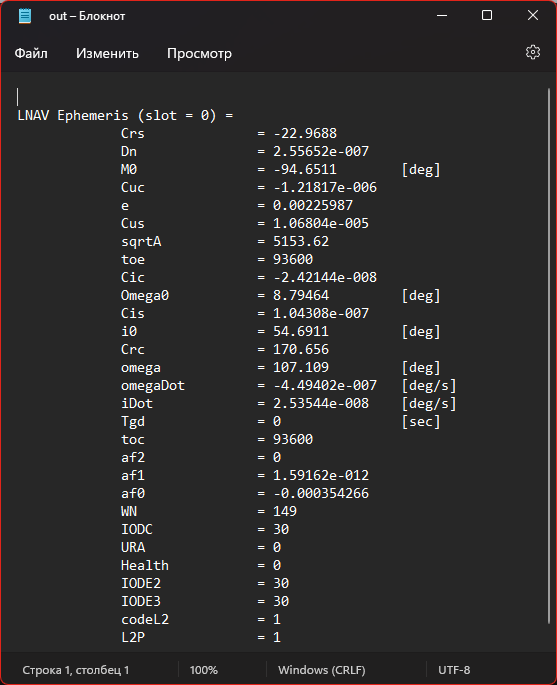 out – Блокнот
Файл Изменить Просмотр
LNAV Ephemeris (slot = 0) =
Crs = -22.9688
Dn = 2.55652e-007
M0 = -94.6511 [deg]
Cuc = -1.21817e-006
e = 0.00225987
Cus = 1.06804e-005
sqrtA = 5153.62
toe = 93600
Cic = -2.42144e-008
Omega0 = 8.79464 [deg]
Cis = 1.04308e-007
i0 = 54.6911 [deg]
Crc = 170.656
omega = 107.109 [deg]
omegaDot = -4.49402e-007 [deg/s]
iDot = 2.53544e-008 [deg/s]
Tgd = 0 [sec]
toc = 93600
af2 = 0
af1 = 1.59162e-012
af0 = -0.000354266
WN = 149
IODC = 30
URA = 0
Health = 0
IODE2 = 30
IODE3 = 30
codeL2 = 1
L2P = 1
Строка 1, столбец 1 100% Windows (CRLF) UTF-8